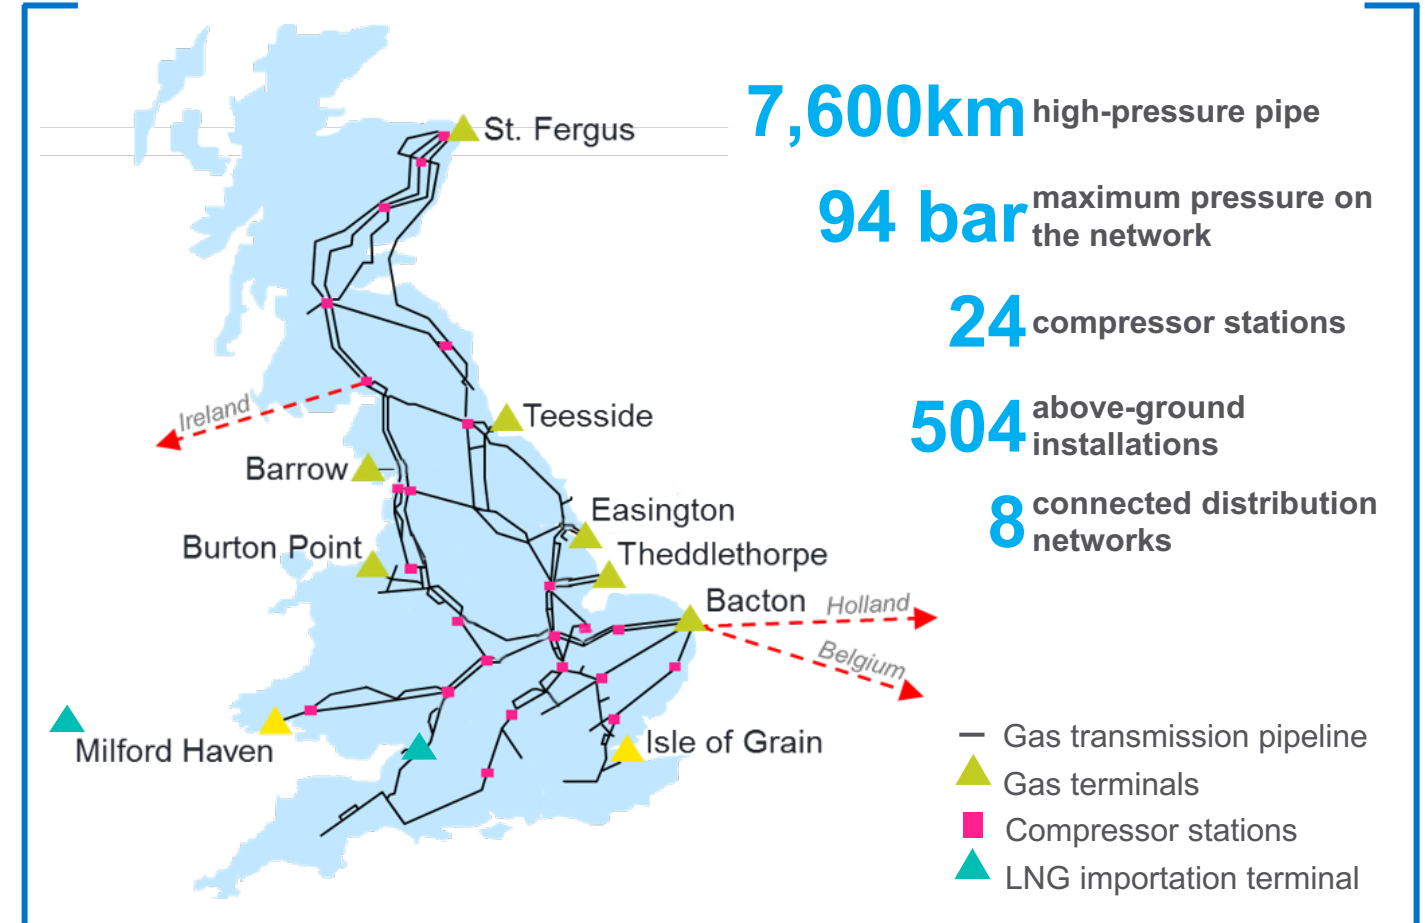 St. Fergus
Ireland
Teesside
Barrow
Easington
Burton Point
Theddlethorpe
Bacton
Holland
Belgium
Milford Haven
Isle of Grain
7,600km high-pressure pipe
94 bar maximum pressure on
the network
24 compressor stations
504 above-ground
installations
8 connected distribution
networks
Gas transmission pipeline
Gas terminals
Compressor stations
LNG importation terminal